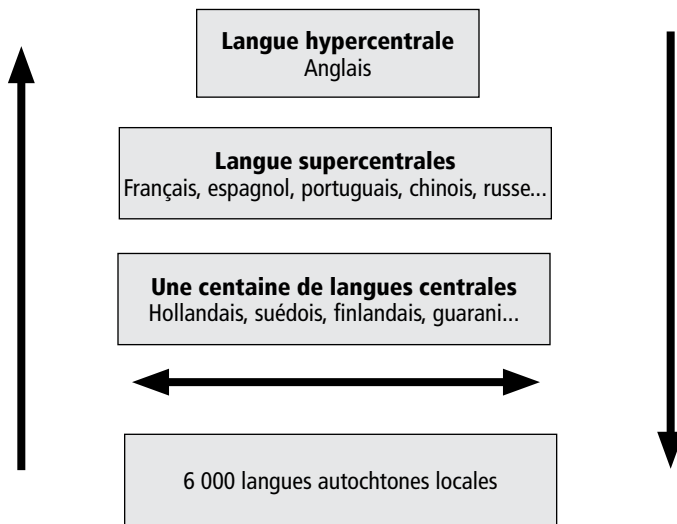 Langue hypercentrale
Anglais
Langue supercentrales
Français, espagnol, portuguais, chinois, russe...
Une centaine de langues centrales
Hollandais, suédois, finlandais, guarani...
6 000 langues autochtones locales